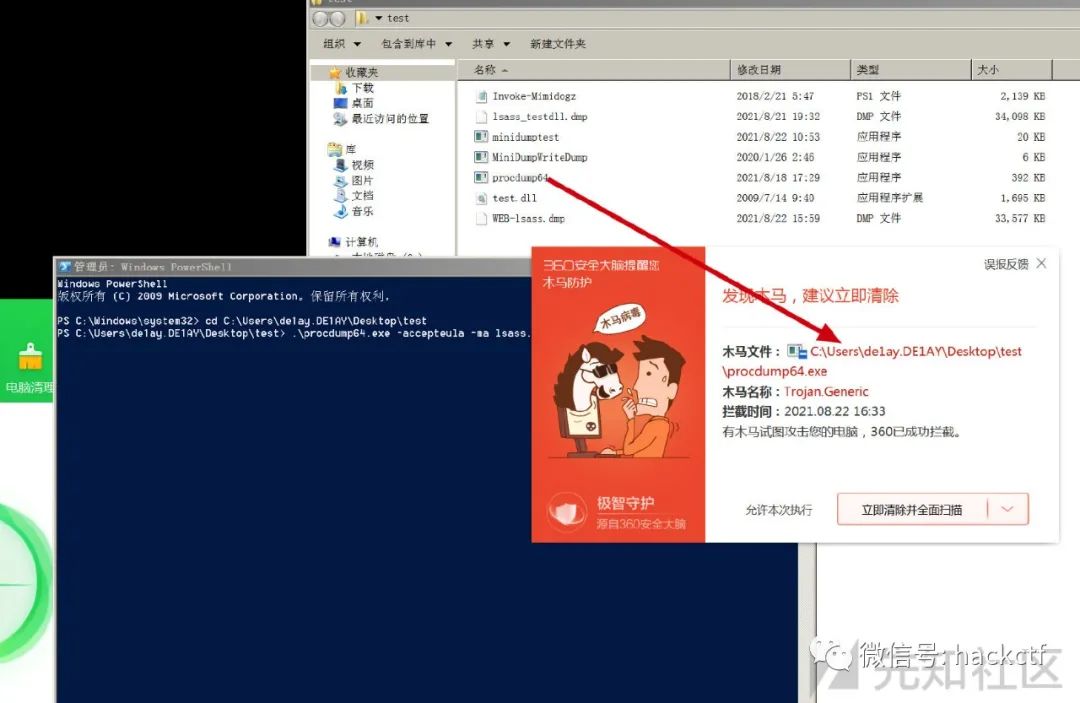 test
组织 包含到库中 共享 新建文件夹
收藏夹
下载
桌面
最近访问的位置
库
视频
图片
文档
音乐
计算机
名称 修改日期 类型 大小
Invoke-Mimidogz 2018/2/21 5:47 PS1 文件 2,139 KB
lsass_testdll.dmp 2021/8/21 19:32 DMP 文件 34,098 KB
minidumptest 2021/8/22 10:53 应用程序 20 KB
MiniDumpWriteDump 2020/1/26 2:46 应用程序 6 KB
procdump64 2021/8/18 17:29 应用程序 392 KB
test.dll 2009/7/14 9:40 应用程序扩展 1,695 KB
WEB-lsass.dmp 2021/8/22 15:59 DMP 文件 33,577 KB
管理员: Windows PowerShell
Windows PowerShell
版权所有 (C) 2009 Microsoft Corporation。保留所有权利。
PS C:\Windows\system32> cd C:\Users\de1ay.DE1AY\Desktop\test
PS C:\Users\de1ay.DE1AY\Desktop\test> .\procdump64.exe -accepteula -ma lsass.
电脑清理
360安全大脑提醒您
木马防护
木马病毒
极智守护
源自360安全大脑
误报反馈
发现木马，建议立即清除
木马文件： C:\Users\de1ay.DE1AY\Desktop\test
\procdump64.exe
木马名称：Trojan.Generic
拦截时间：2021.08.22 16:33
有木马试图攻击您的电脑，360已成功拦截。
允许本次执行 立即清除并全面扫描
微信号: hackctf
先知社区